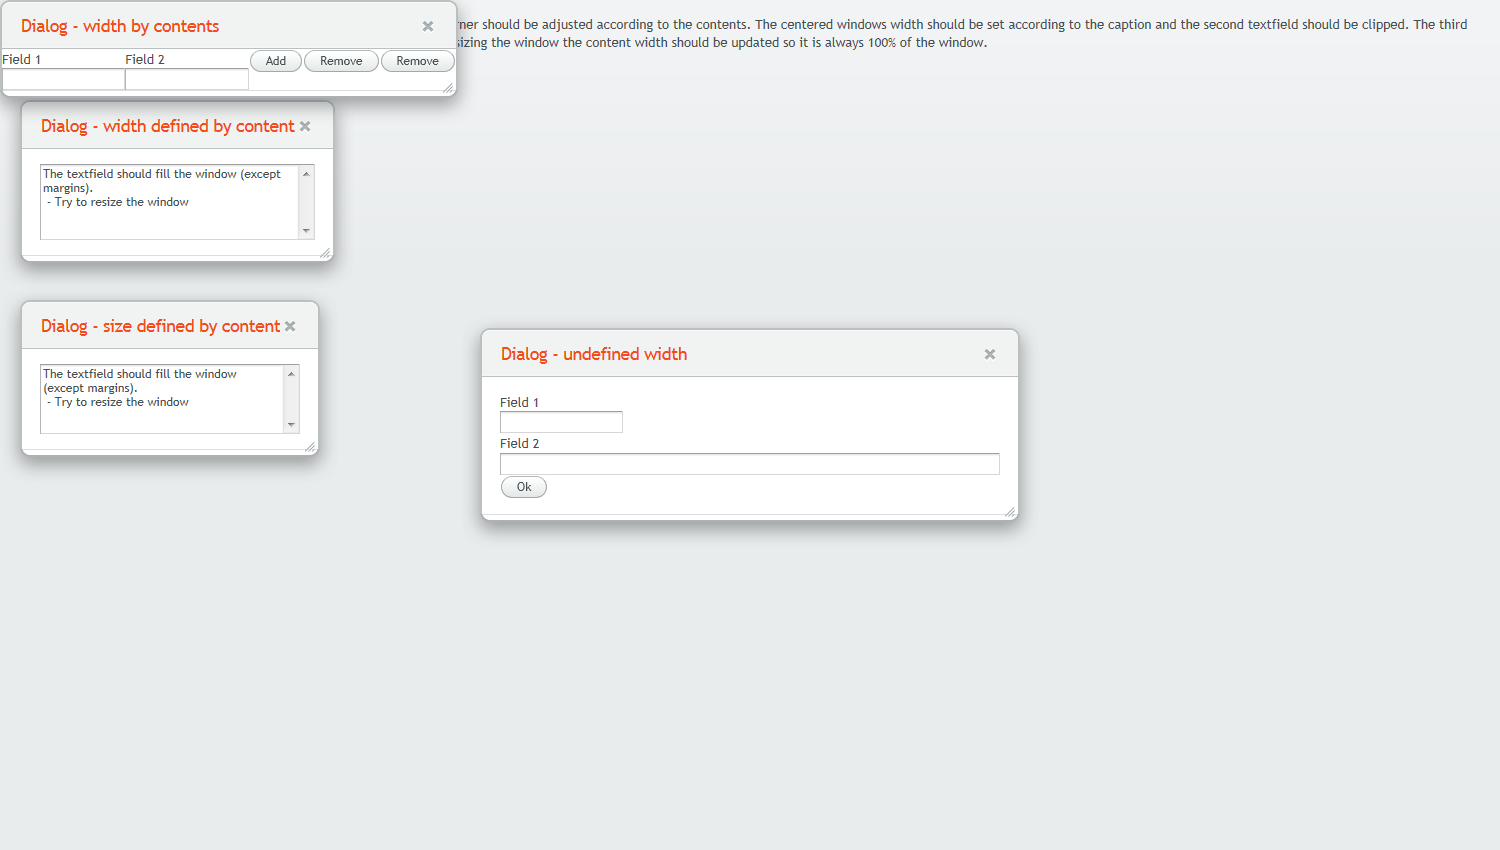 Dialog - width by contents
should be adjusted according to the contents. The centered windows width should be set according to the caption and the second textfield should be clipped. The third
the window the content width should be updated so it is always 100% of the window.
Field 1
Field 2
Add
Remove
Remove
Dialog - width defined by content
The textfield should fill the window (except
margins).
- Try to resize the window
Dialog - size defined by content
The textfield should fill the window
(except margins).
- Try to resize the window
Dialog - undefined width
Field 1
Field 2
Ok